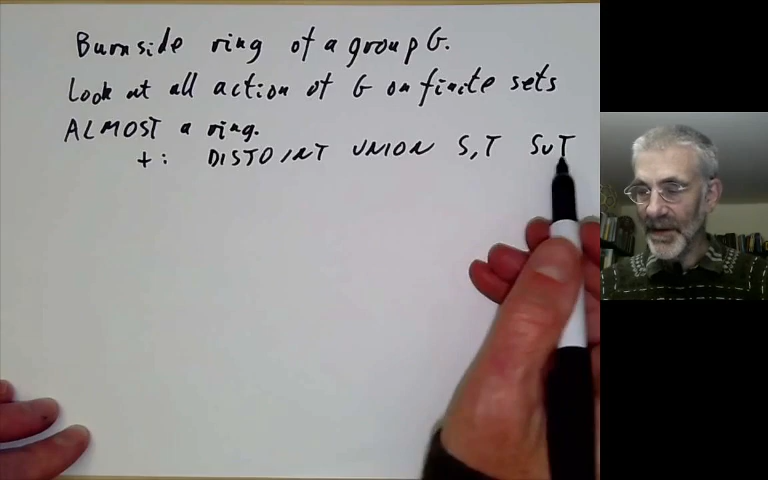 Burnside ring of a group G.
Look at all action of G on finite sets
ALMOST a ring.
+: DISJOINT UNION S,T S∪T